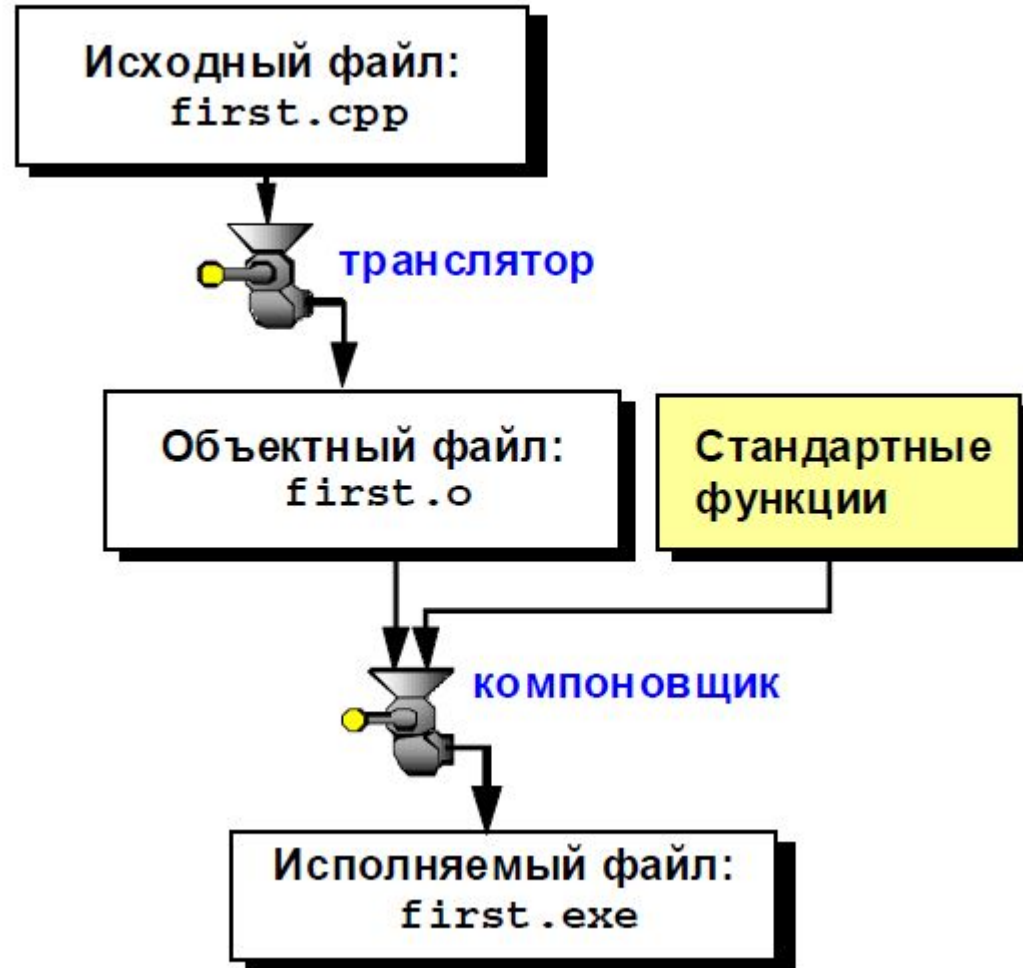 Исходный файл:
first.cpp
транслятор
Объектный файл:
first.o
Стандартные
функции
компоновщик
Исполняемый файл:
first.exe